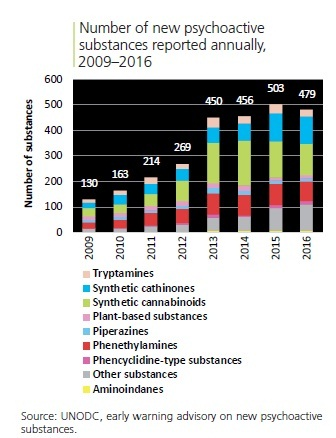 Number of new psychoactive
substances reported annually,
2009–2016
600
500
400
300
200
100
0
Number of substances
130
163
214
269
450
456
503
479
2009
2010
2011
2012
2013
2014
2015
2016
Tryptamines
Synthetic cathinones
Synthetic cannabinoids
Plant-based substances
Piperazines
Phenethylamines
Phencyclidine-type substances
Other substances
Aminoindanes
Source: UNODC, early warning advisory on new psychoactive
substances.